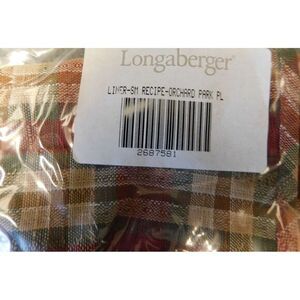 Longaberger®
LINER-SM RECIPE-ORCHARD PARK PL
2687581